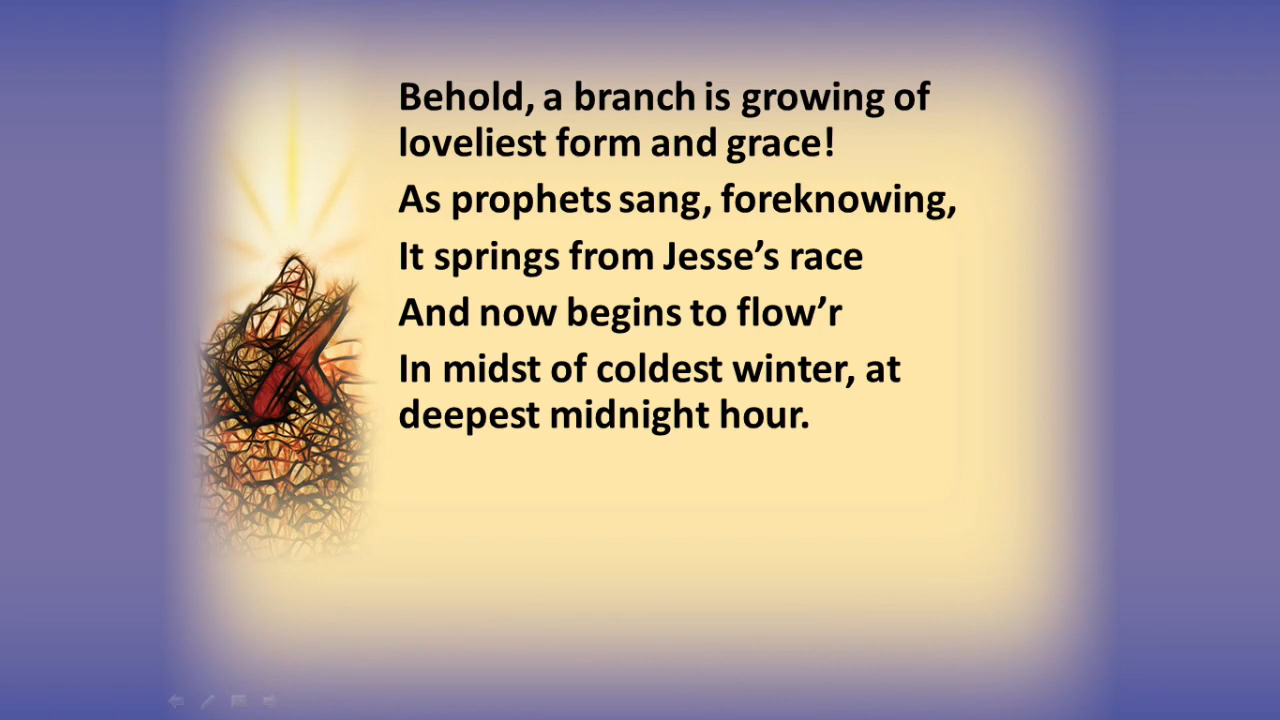 Behold, a branch is growing of
loveliest form and grace!
As prophets sang, foreknowing,
It springs from Jesse’s race
And now begins to flow’r
In midst of coldest winter, at
deepest midnight hour.